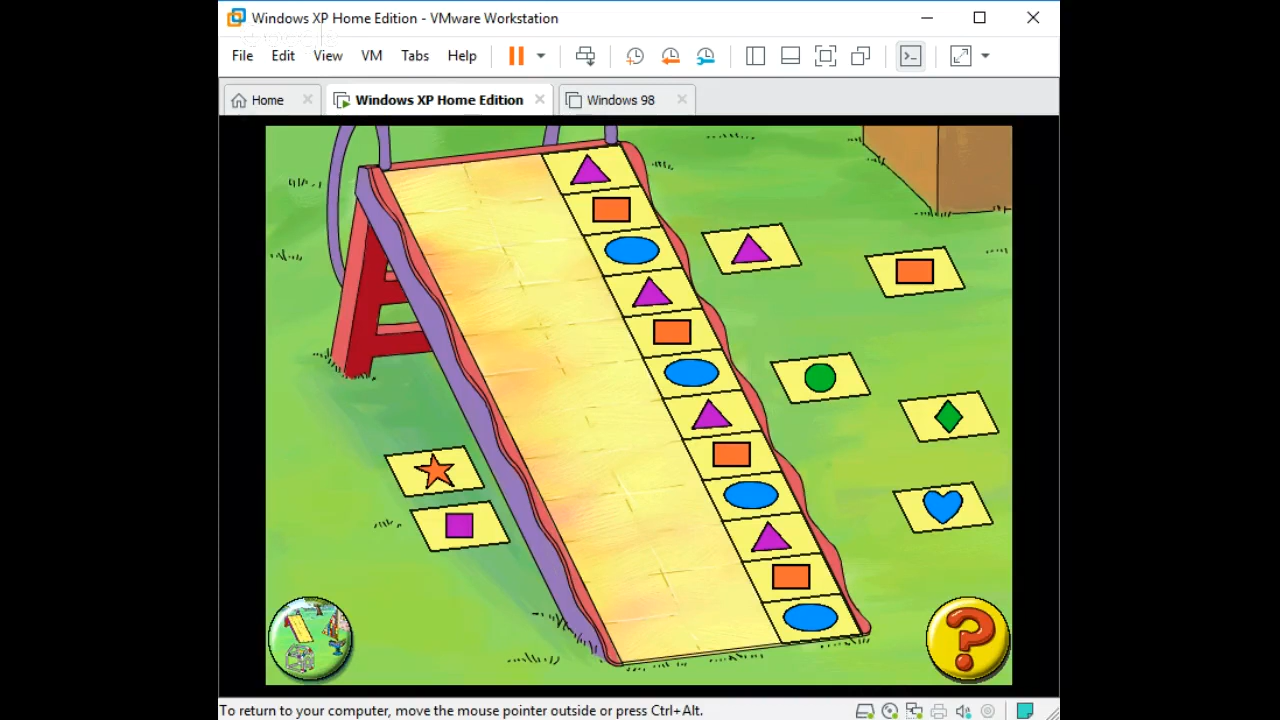 Windows XP Home Edition - VMware Workstation
File Edit View VM Tabs Help
Home Windows XP Home Edition Windows 98
?
To return to your computer, move the mouse pointer outside or press Ctrl+Alt.